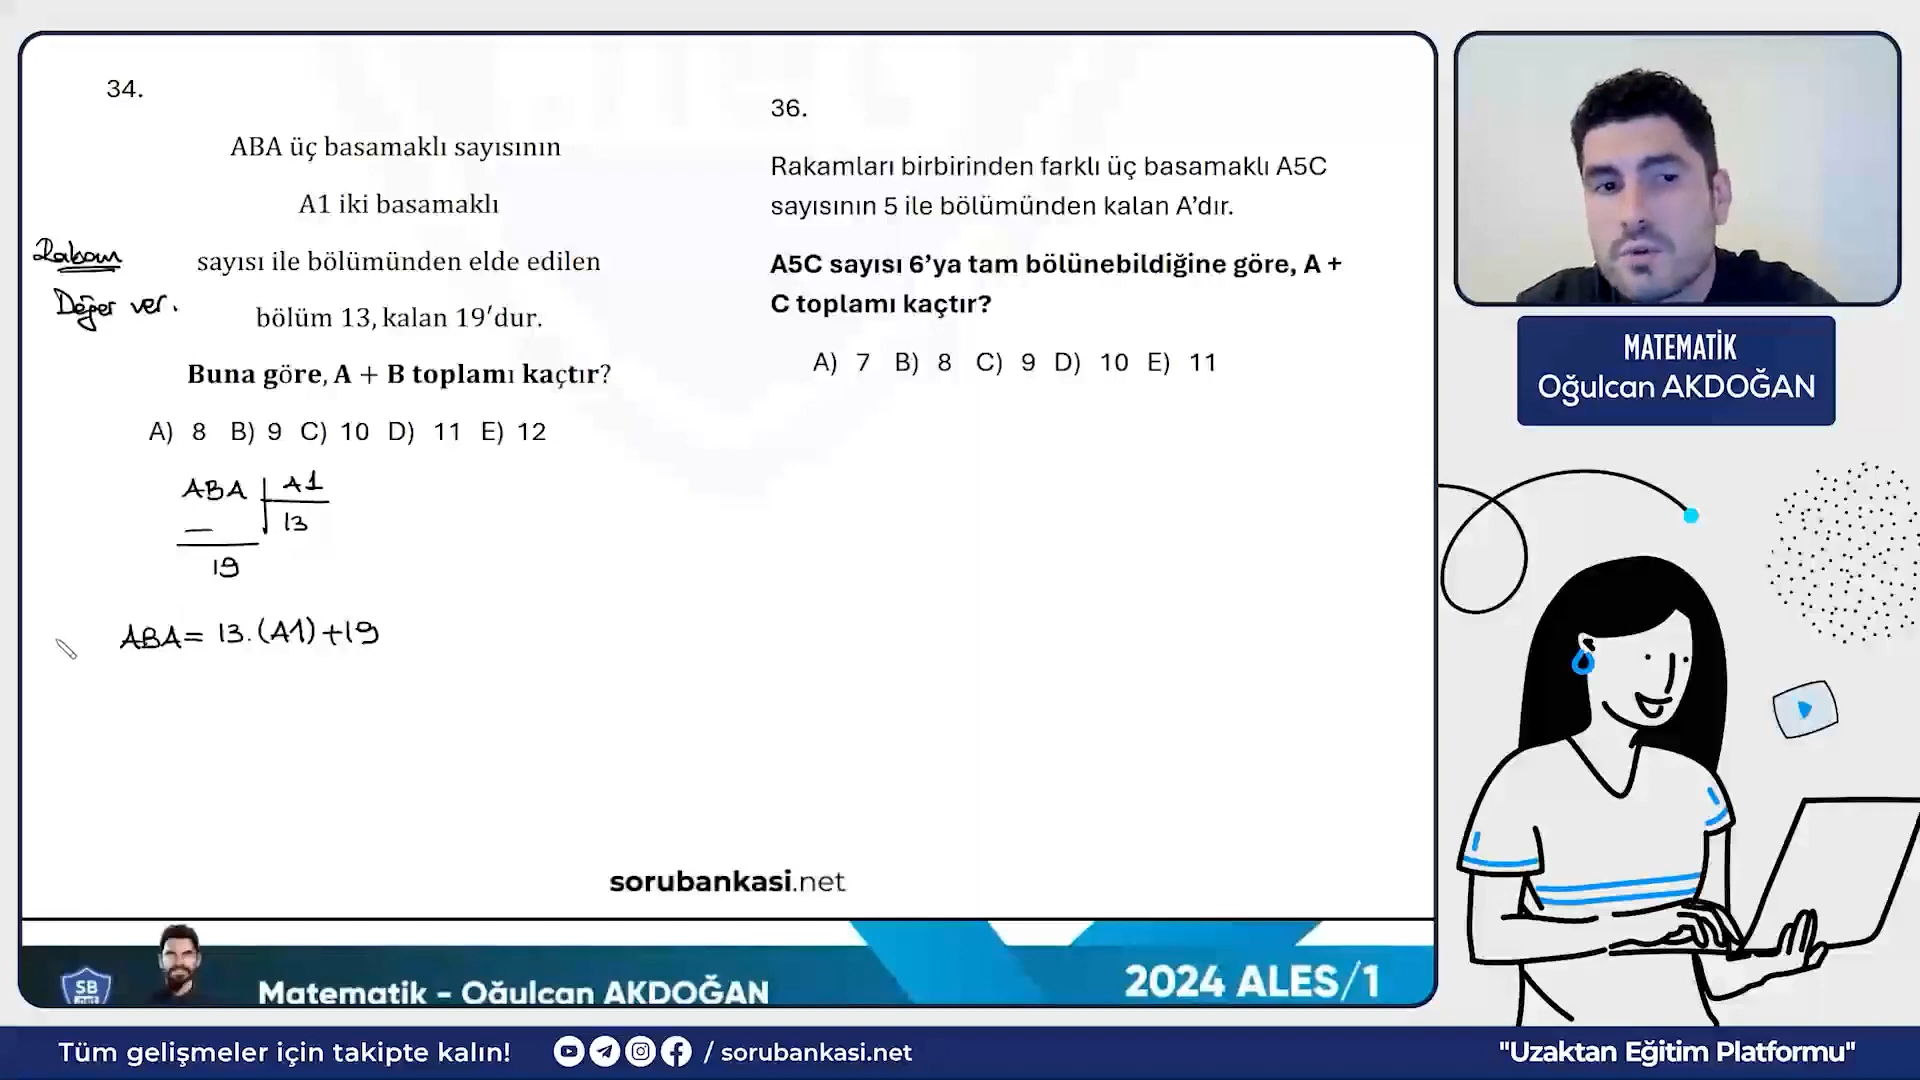 34.
ABA üç basamaklı sayısının
A1 iki basamaklı
sayısı ile bölümünden elde edilen
bölüm 13, kalan 19′dur.
Buna göre, A + B toplamı kaçtır?
A) 8 B) 9 C) 10 D) 11 E) 12
Rakam
Değer ver.
ABA A1
13
19
ABA = 13.(A1)+19
36.
Rakamları birbirinden farklı üç basamaklı A5C
sayısının 5 ile bölümünden kalan A’dır.
A5C sayısı 6’ya tam bölünebildiğine göre, A +
C toplamı kaçtır?
A) 7 B) 8 C) 9 D) 10 E) 11
sorubankasi.net
SB
.net
Matematik - Oğulcan AKDOĞAN
2024 ALES/1
MATEMATİK
Oğulcan AKDOĞAN
Tüm gelişmeler için takipte kalın!
/ sorubankasi.net
"Uzaktan Eğitim Platformu"